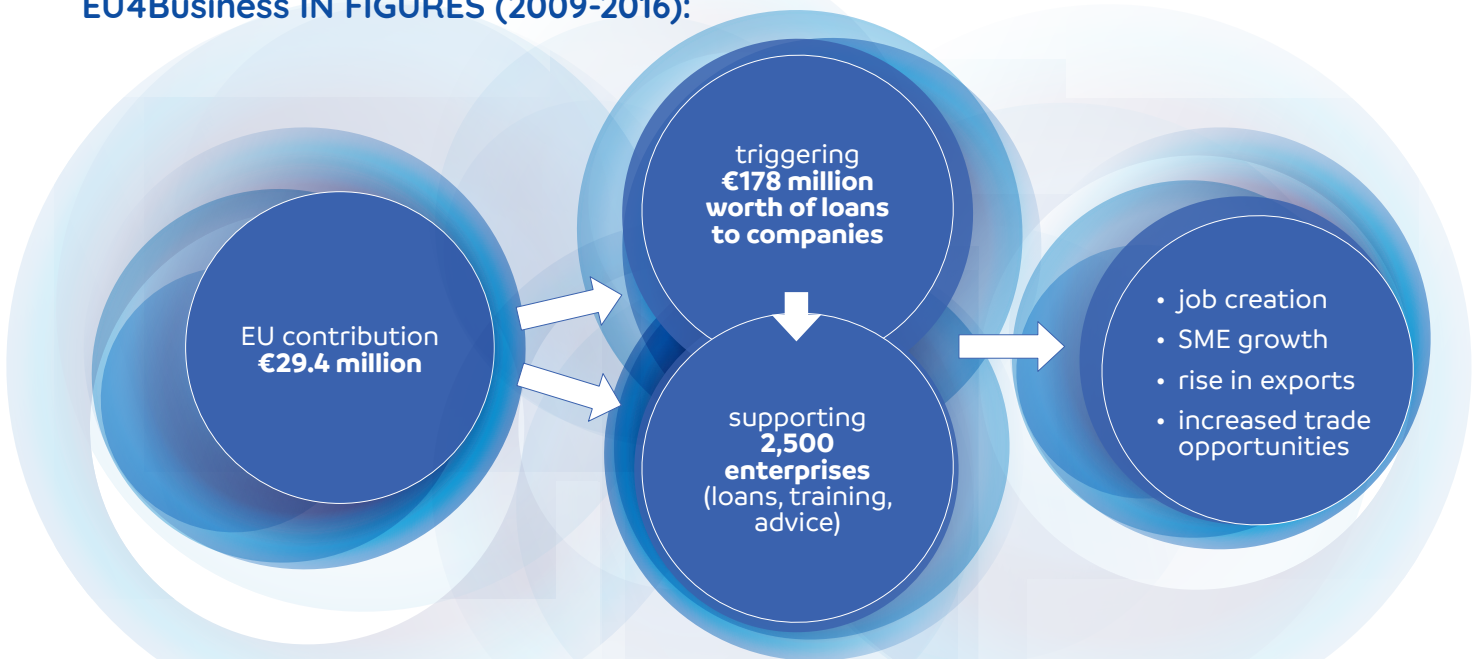 EU4Business IN FIGURES (2009-2016):
EU contribution
€29.4 million
triggering
€178 million
worth of loans
to companies
supporting
2,500
enterprises
(loans, training,
advice)
• job creation
• SME growth
• rise in exports
• increased trade
opportunities